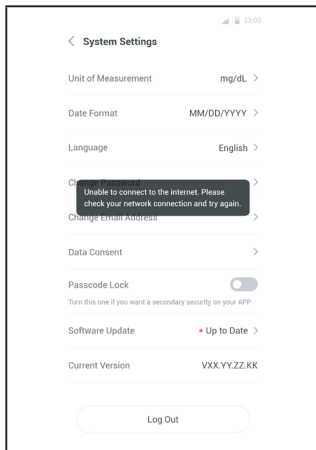 13:00
System Settings
Unit of Measurement mg/dL
Date Format MM/DD/YYYY
Language English
Change Password
Unable to connect to the internet. Please
check your network connection and try again.
Change Email Address
Data Consent
Passcode Lock
Turn this one if you want a secondary security on your APP
Software Update Up to Date
Current Version VXX.YY.ZZ.KK
Log Out